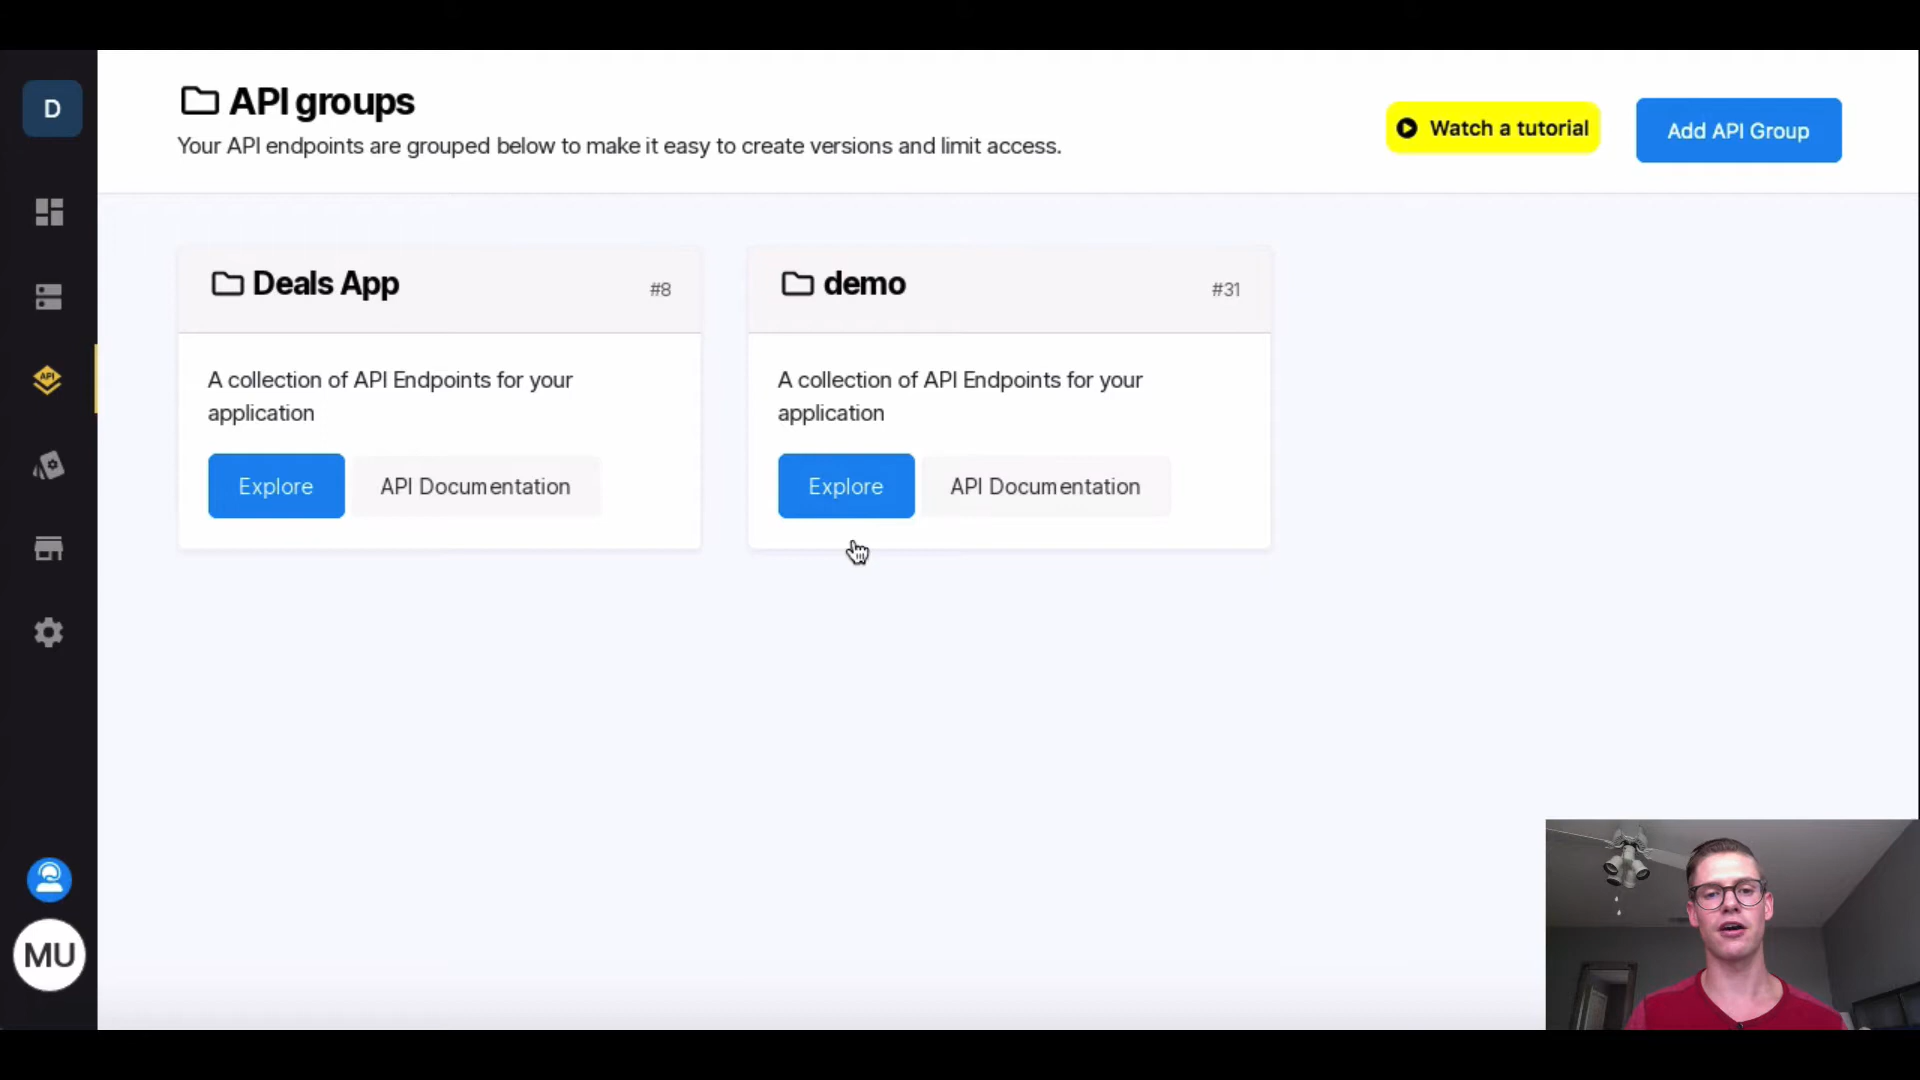 D
API groups
Your API endpoints are grouped below to make it easy to create versions and limit access.
Watch a tutorial
Add API Group
API
Deals App
#8
A collection of API Endpoints for your
application
Explore
API Documentation
demo
#31
A collection of API Endpoints for your
application
Explore
API Documentation
MU